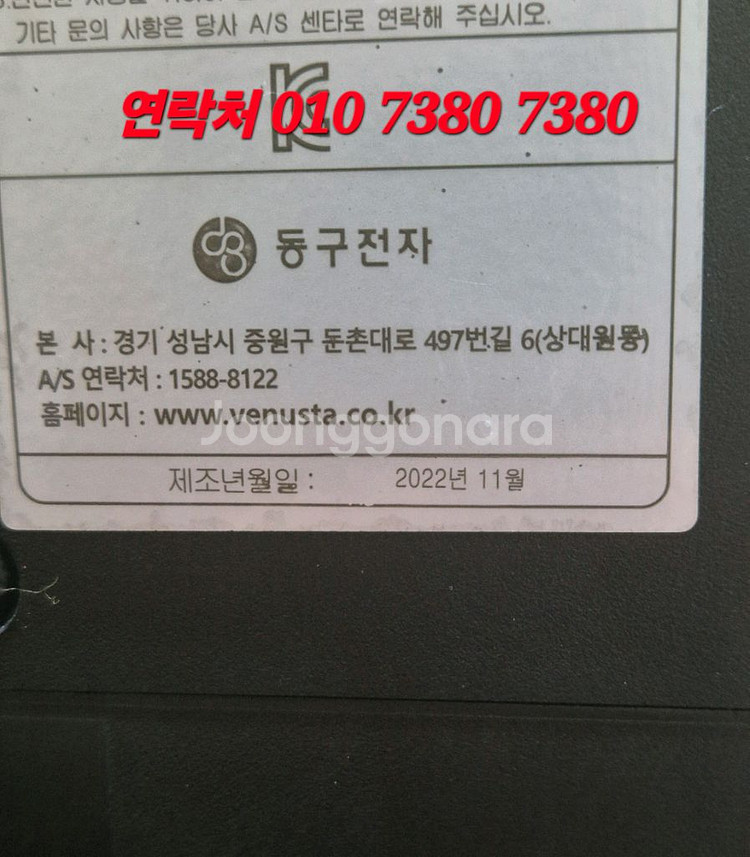 기타 문의 사항은 당사 A/S 센타로 연락해 주십시오.
연락처 010 7380 7380
동구전자
본 사 : 경기 성남시 중원구 둔촌대로 497번길 6(상대원동)
A/S 연락처 : 1588-8122
홈페이지 : www.venusta.co.kr
Joonggonara
제조년월일 : 2022년 11월